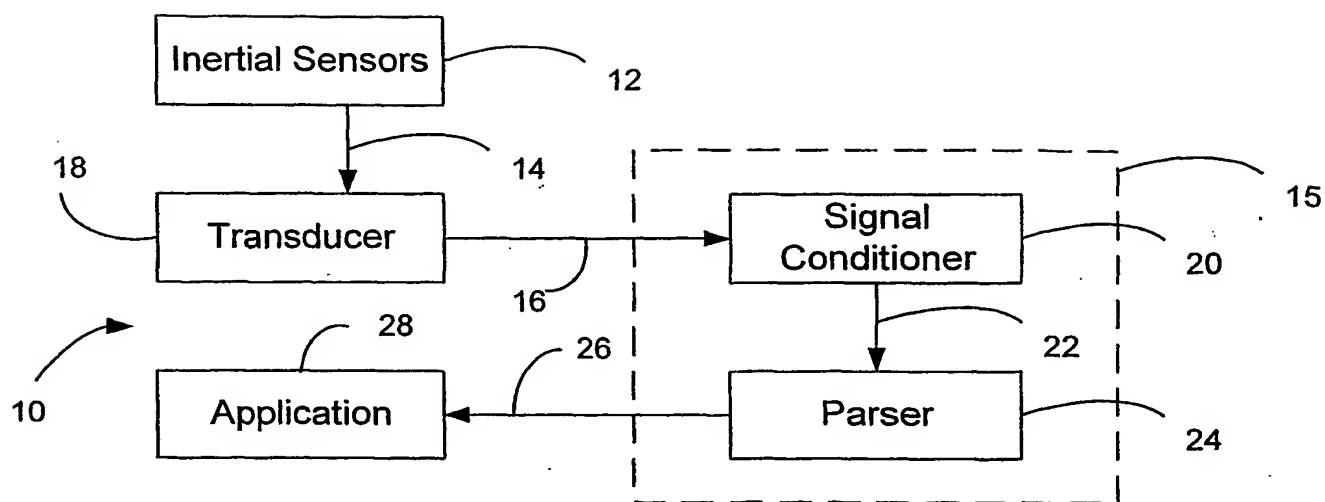 Inertial Sensors
12
14
18
15
Transducer
Signal
Conditioner
20
16
28
26
22
10
Application
Parser
24